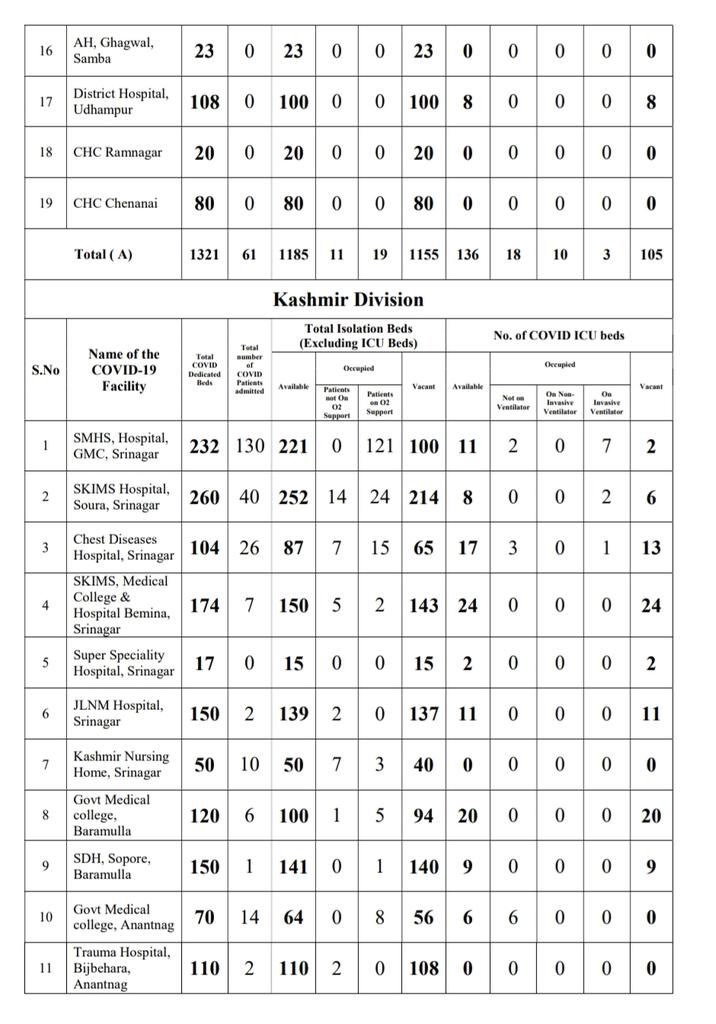 16 AH, Ghagwal, Samba 23 0 23 0 0 23 0 0 0 0 0
17 District Hospital, Udhampur 108 0 100 0 0 100 8 0 0 0 8
18 CHC Ramnagar 20 0 20 0 0 20 0 0 0 0 0
19 CHC Chenanai 80 0 80 0 0 80 0 0 0 0 0
Total ( A) 1321 61 1185 11 19 1155 136 18 10 3 105
Kashmir Division
S.No
Name of the COVID-19 Facility
Total COVID Dedicated Beds
Total number of COVID Patients admitted
Total Isolation Beds (Excluding ICU Beds)
No. of COVID ICU beds
Available
Occupied
Patients not On O2 Support
Patients on O2 Support
Vacant
Available
Occupied
Not on Ventilator
On Non-Invasive Ventilator
On Invasive Ventilator
Vacant
1 SMHS, Hospital, GMC, Srinagar 232 130 221 0 121 100 11 2 0 7 2
2 SKIMS Hospital, Soura, Srinagar 260 40 252 14 24 214 8 0 0 2 6
3 Chest Diseases Hospital, Srinagar 104 26 87 7 15 65 17 3 0 1 13
4 SKIMS, Medical College & Hospital Bemina, Srinagar 174 7 150 5 2 143 24 0 0 0 24
5 Super Speciality Hospital, Srinagar 17 0 15 0 0 15 2 0 0 0 2
6 JLNM Hospital, Srinagar 150 2 139 2 0 137 11 0 0 0 11
7 Kashmir Nursing Home, Srinagar 50 10 50 7 3 40 0 0 0 0 0
8 Govt Medical college, Baramulla 120 6 100 1 5 94 20 0 0 0 20
9 SDH, Sopore, Baramulla 150 1 141 0 1 140 9 0 0 0 9
10 Govt Medical college, Anantnag 70 14 64 0 8 56 6 6 0 0 0
11 Trauma Hospital, Bijbehara, Anantnag 110 2 110 2 0 108 0 0 0 0 0